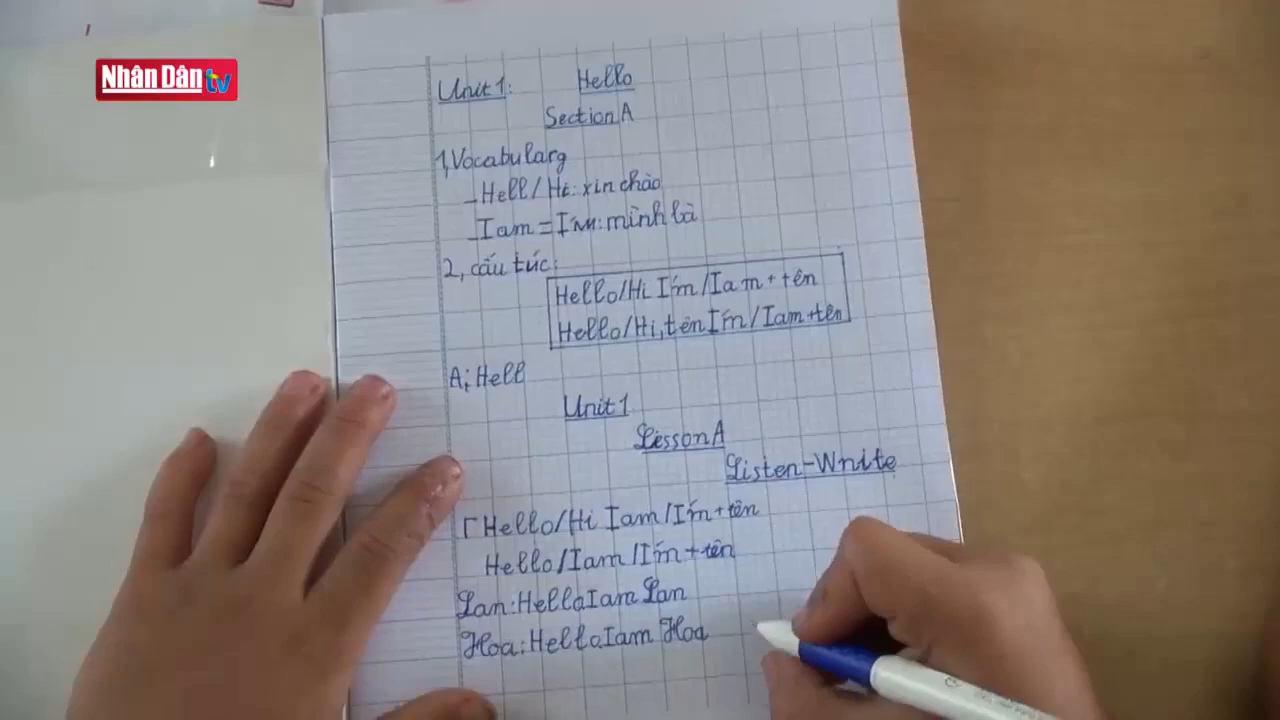 Nhân Dân tv
Unit 1: Hello
Section A
1, Vocabularg
_Hell/Hi: xin chào
_I am = I'm: mình là
2, cấu túc:
Hello/Hi I'm/I am + tên
Hello/Hi, tên I'm/I am + tên
A; Hell
Unit 1
Lesson A
Listen-Write
Hello/Hi I am/I'm + tên
Hello/I am/I'm + tên
Lan: Hello I am Lan
Hoa: Hello I am Hoa